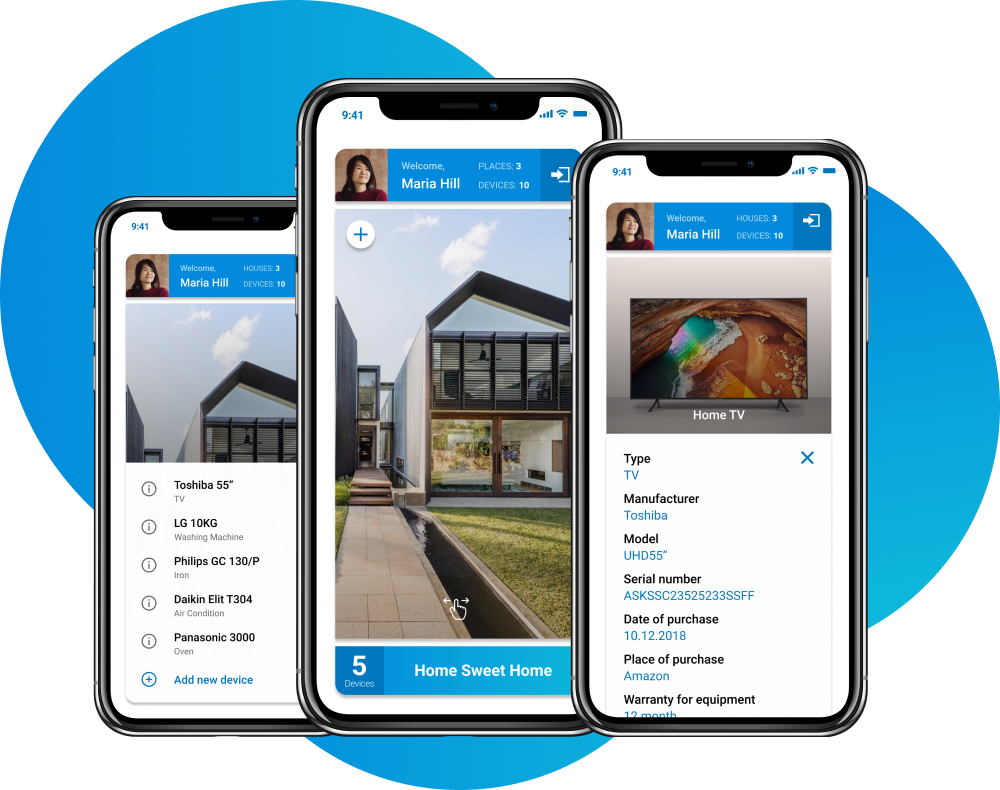 9:41
Welcome,
Maria Hill
HOUSES: 3
DEVICES: 10
Toshiba 55”
TV
LG 10KG
Washing Machine
Philips GC 130/P
Iron
Daikin Elit T304
Air Condition
Panasonic 3000
Oven
Add new device
9:41
Welcome,
Maria Hill
PLACES: 3
DEVICES: 10
5
Devices
Home Sweet Home
9:41
Welcome,
Maria Hill
HOUSES: 3
DEVICES: 10
Home TV
Type
TV
Manufacturer
Toshiba
Model
UHD55”
Serial number
ASKSSC23525233SSFF
Date of purchase
10.12.2018
Place of purchase
Amazon
Warranty for equipment
12 month